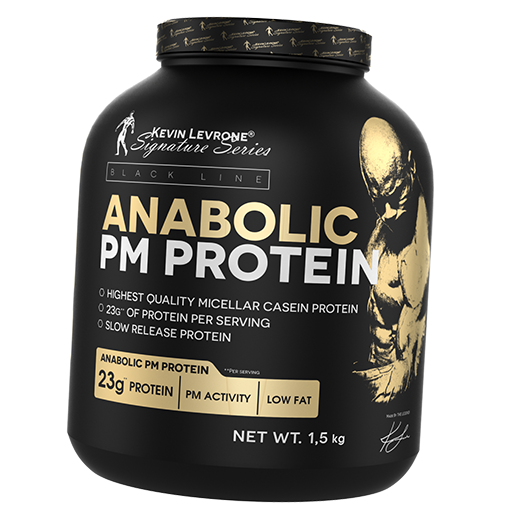 KEVIN LEVRONE®
Signature Series
BLACK LINE
ANABOLIC
PM PROTEIN
HIGHEST QUALITY MICELLAR CASEIN PROTEIN
23g** OF PROTEIN PER SERVING
SLOW RELEASE PROTEIN
ANABOLIC PM PROTEIN
**PER SERVING
23g** PROTEIN
PM ACTIVITY
LOW FAT
NET WT. 1,5 kg